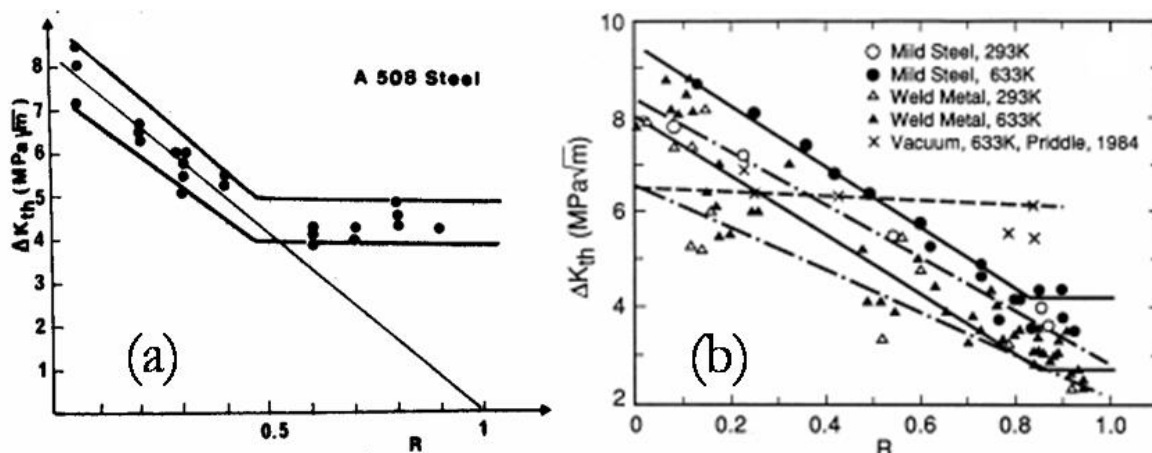 8
7
6
5
4
3
2
1
ΔK_th (MPa√m)
A 508 Steel
(a)
0.5
1
R
10
8
6
4
2
ΔK_th (MPa√m)
○ Mild Steel, 293K
● Mild Steel, 633K
△ Weld Metal, 293K
▲ Weld Metal, 633K
× Vacuum, 633K, Priddle, 1984
(b)
0
0.2
0.4
0.6
0.8
1.0
R